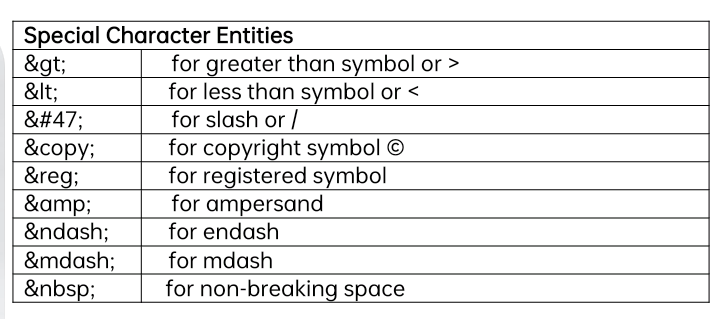 Special Character Entities
&gt; for greater than symbol or >
&lt; for less than symbol or <
&#47; for slash or /
&copy; for copyright symbol ©
&reg; for registered symbol
&amp; for ampersand
&ndash; for endash
&mdash; for mdash
&nbsp; for non-breaking space